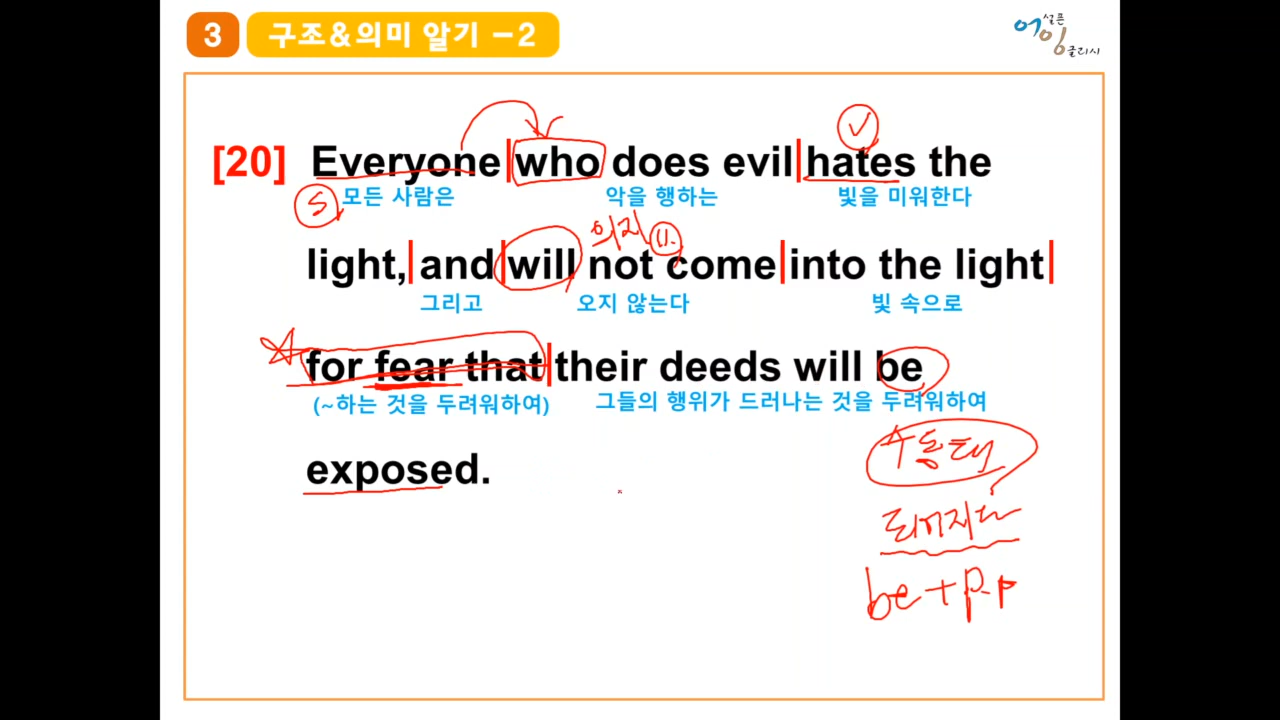 3 구조&의미 알기 -2
어설픈
잉글리시
V
[20] Everyone who does evil hates the
S 모든 사람은 악을 행하는 빛을 미워한다
의지
light, and will not come into the light
그리고 오지 않는다 빛 속으로
for fear that their deeds will be
(~하는 것을 두려워하여) 그들의 행위가 드러나는 것을 두려워하여
exposed.
수동태
되어지다
be+p.p